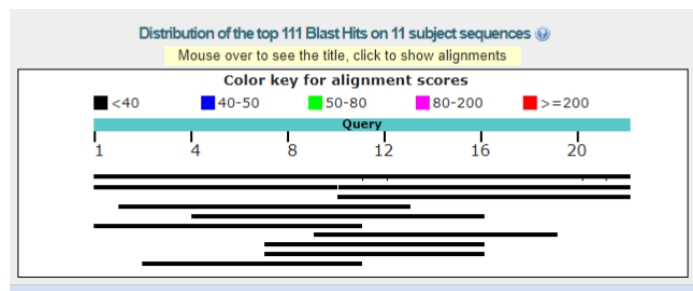 Distribution of the top 111 Blast Hits on 11 subject sequences
Mouse over to see the title, click to show alignments
Color key for alignment scores
<40 40-50 50-80 80-200 >=200
Query
1 4 8 12 16 20